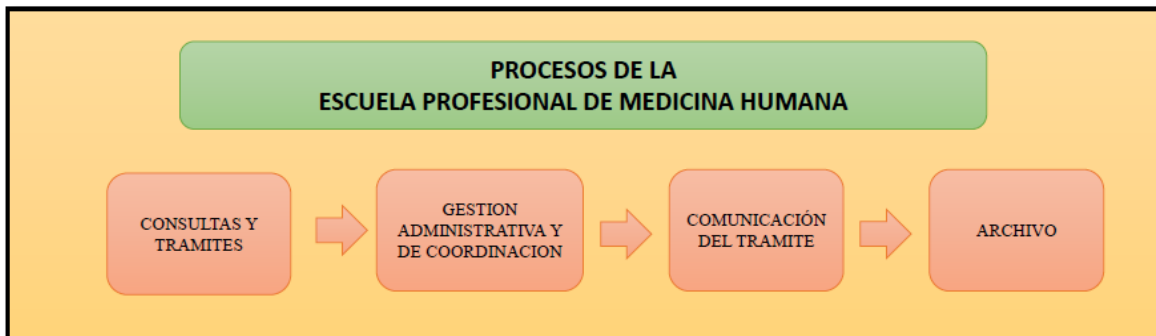 PROCESOS DE LA
ESCUELA PROFESIONAL DE MEDICINA HUMANA
CONSULTAS Y
TRAMITES
GESTION
ADMINISTRATIVA Y
DE COORDINACION
COMUNICACIÓN
DEL TRAMITE
ARCHIVO